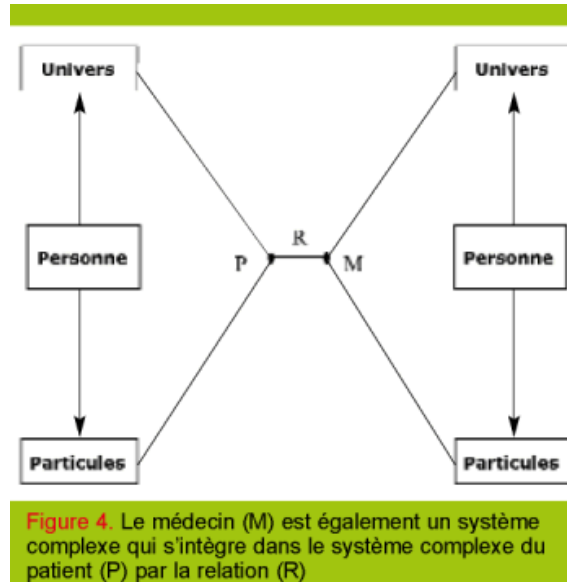 Univers
Univers
R
Personne
P
M
Personne
Particules
Particules
Figure 4. Le médecin (M) est également un système
complexe qui s'intègre dans le système complexe du
patient (P) par la relation (R)